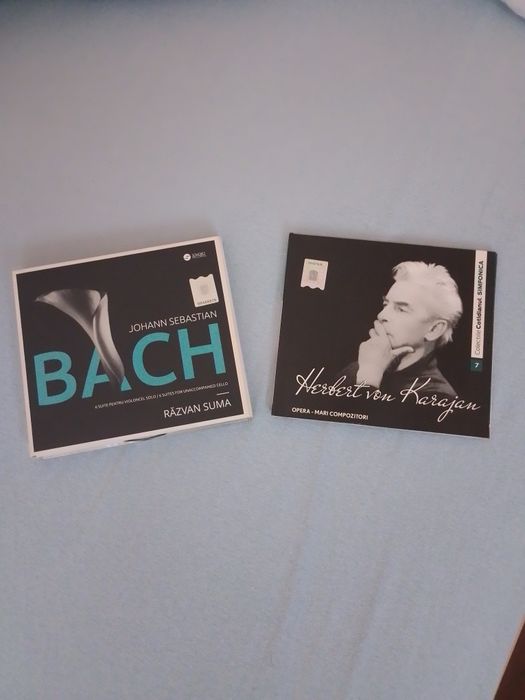 JOHANN SEBASTIAN
BACH
6 SUITE PENTRU VIOLONCEL SOLO / 6 SUITES FOR UNACCOMPANIED CELLO
RĂZVAN SUMA
Colecțiile Cotidianul SIMFONICA
7
Herbert von Karajan
OPERA - MARI COMPOZITORI